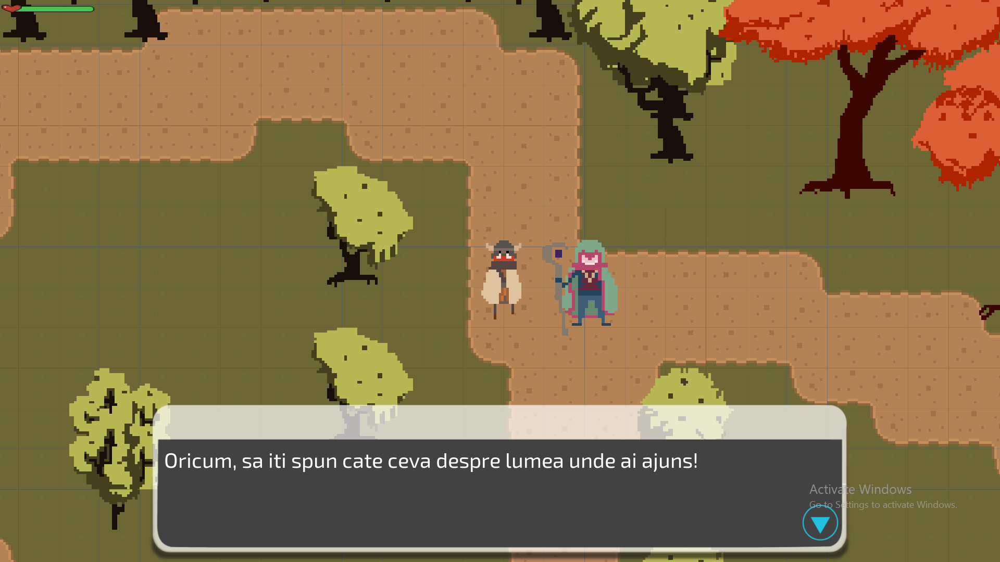 Oricum, sa iti spun cate ceva despre lumea unde ai ajuns!
Activate Windows
Go to Settings to activate Windows.